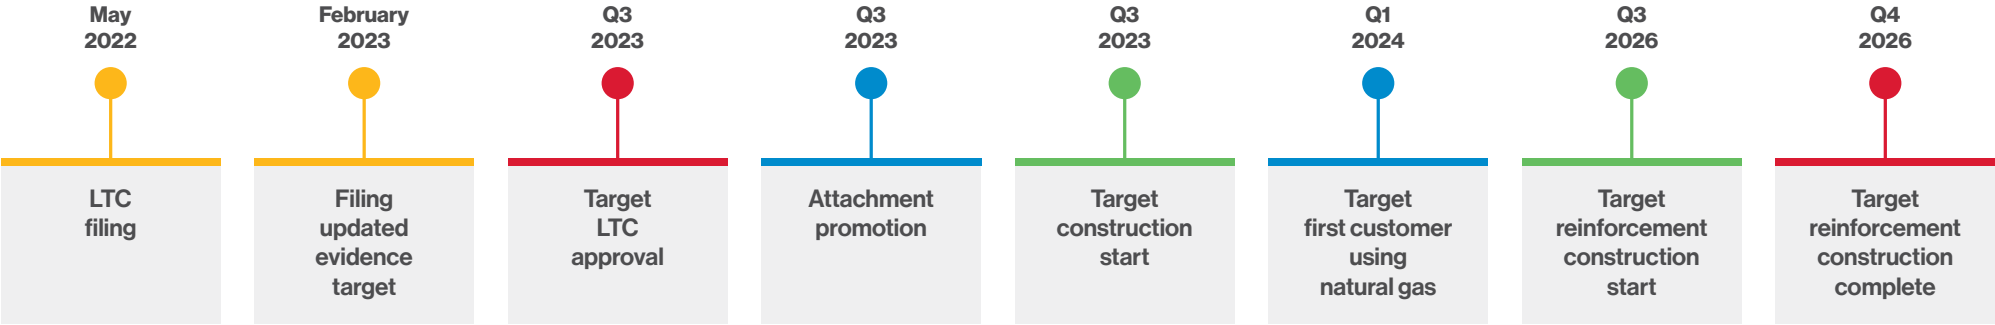 May
2022
LTC
filing
February
2023
Filing
updated
evidence
target
Q3
2023
Target
LTC
approval
Q3
2023
Attachment
promotion
Q3
2023
Target
construction
start
Q1
2024
Target
first customer
using
natural gas
Q3
2026
Target
reinforcement
construction
start
Q4
2026
Target
reinforcement
construction
complete